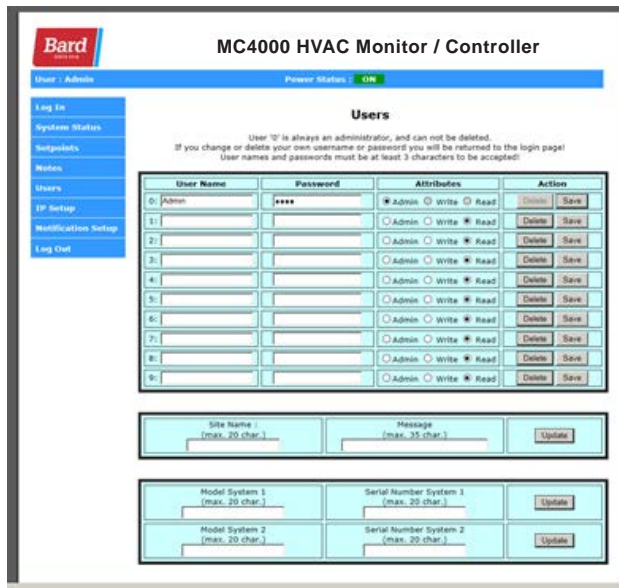 Bard
MC4000 HVAC Monitor / Controller
User : Admin Power Status : ON
Log In
System Status
Setpoints
Notes
Users
IP Setup
Notification Setup
Log Out
Users
User '0' is always an administrator, and can not be deleted.
If you change or delete your own username or password you will be returned to the login page!
User names and passwords must be at least 3 characters to be accepted!
User Name Password Attributes Action
0: Admin •••• Admin Write Read Delete Save
1: Admin Write Read Delete Save
2: Admin Write Read Delete Save
3: Admin Write Read Delete Save
4: Admin Write Read Delete Save
5: Admin Write Read Delete Save
6: Admin Write Read Delete Save
7: Admin Write Read Delete Save
8: Admin Write Read Delete Save
9: Admin Write Read Delete Save
Site Name : Message
(max. 20 char.) (max. 35 char.) Update
Model System 1 Serial Number System 1
(max. 20 char.) (max. 20 char.) Update
Model System 2 Serial Number System 2
(max. 20 char.) (max. 20 char.) Update